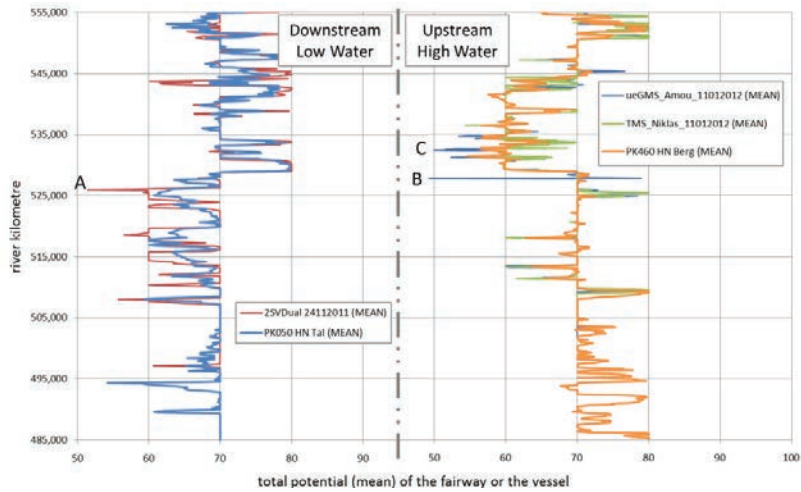 Downstream
Low Water
Upstream
High Water
ueGMS_Amou_11012012 (MEAN)
TMS_Niklas_11012012 (MEAN)
PK460 HN Berg (MEAN)
2SVDual 24112011 (MEAN)
PK050 HN Tal (MEAN)
A
B
C
river kilometre
555,000
545,000
535,000
525,000
515,000
505,000
495,000
485,000
50 60 70 80 90 50 60 70 80 90 100
total potential (mean) of the fairway or the vessel